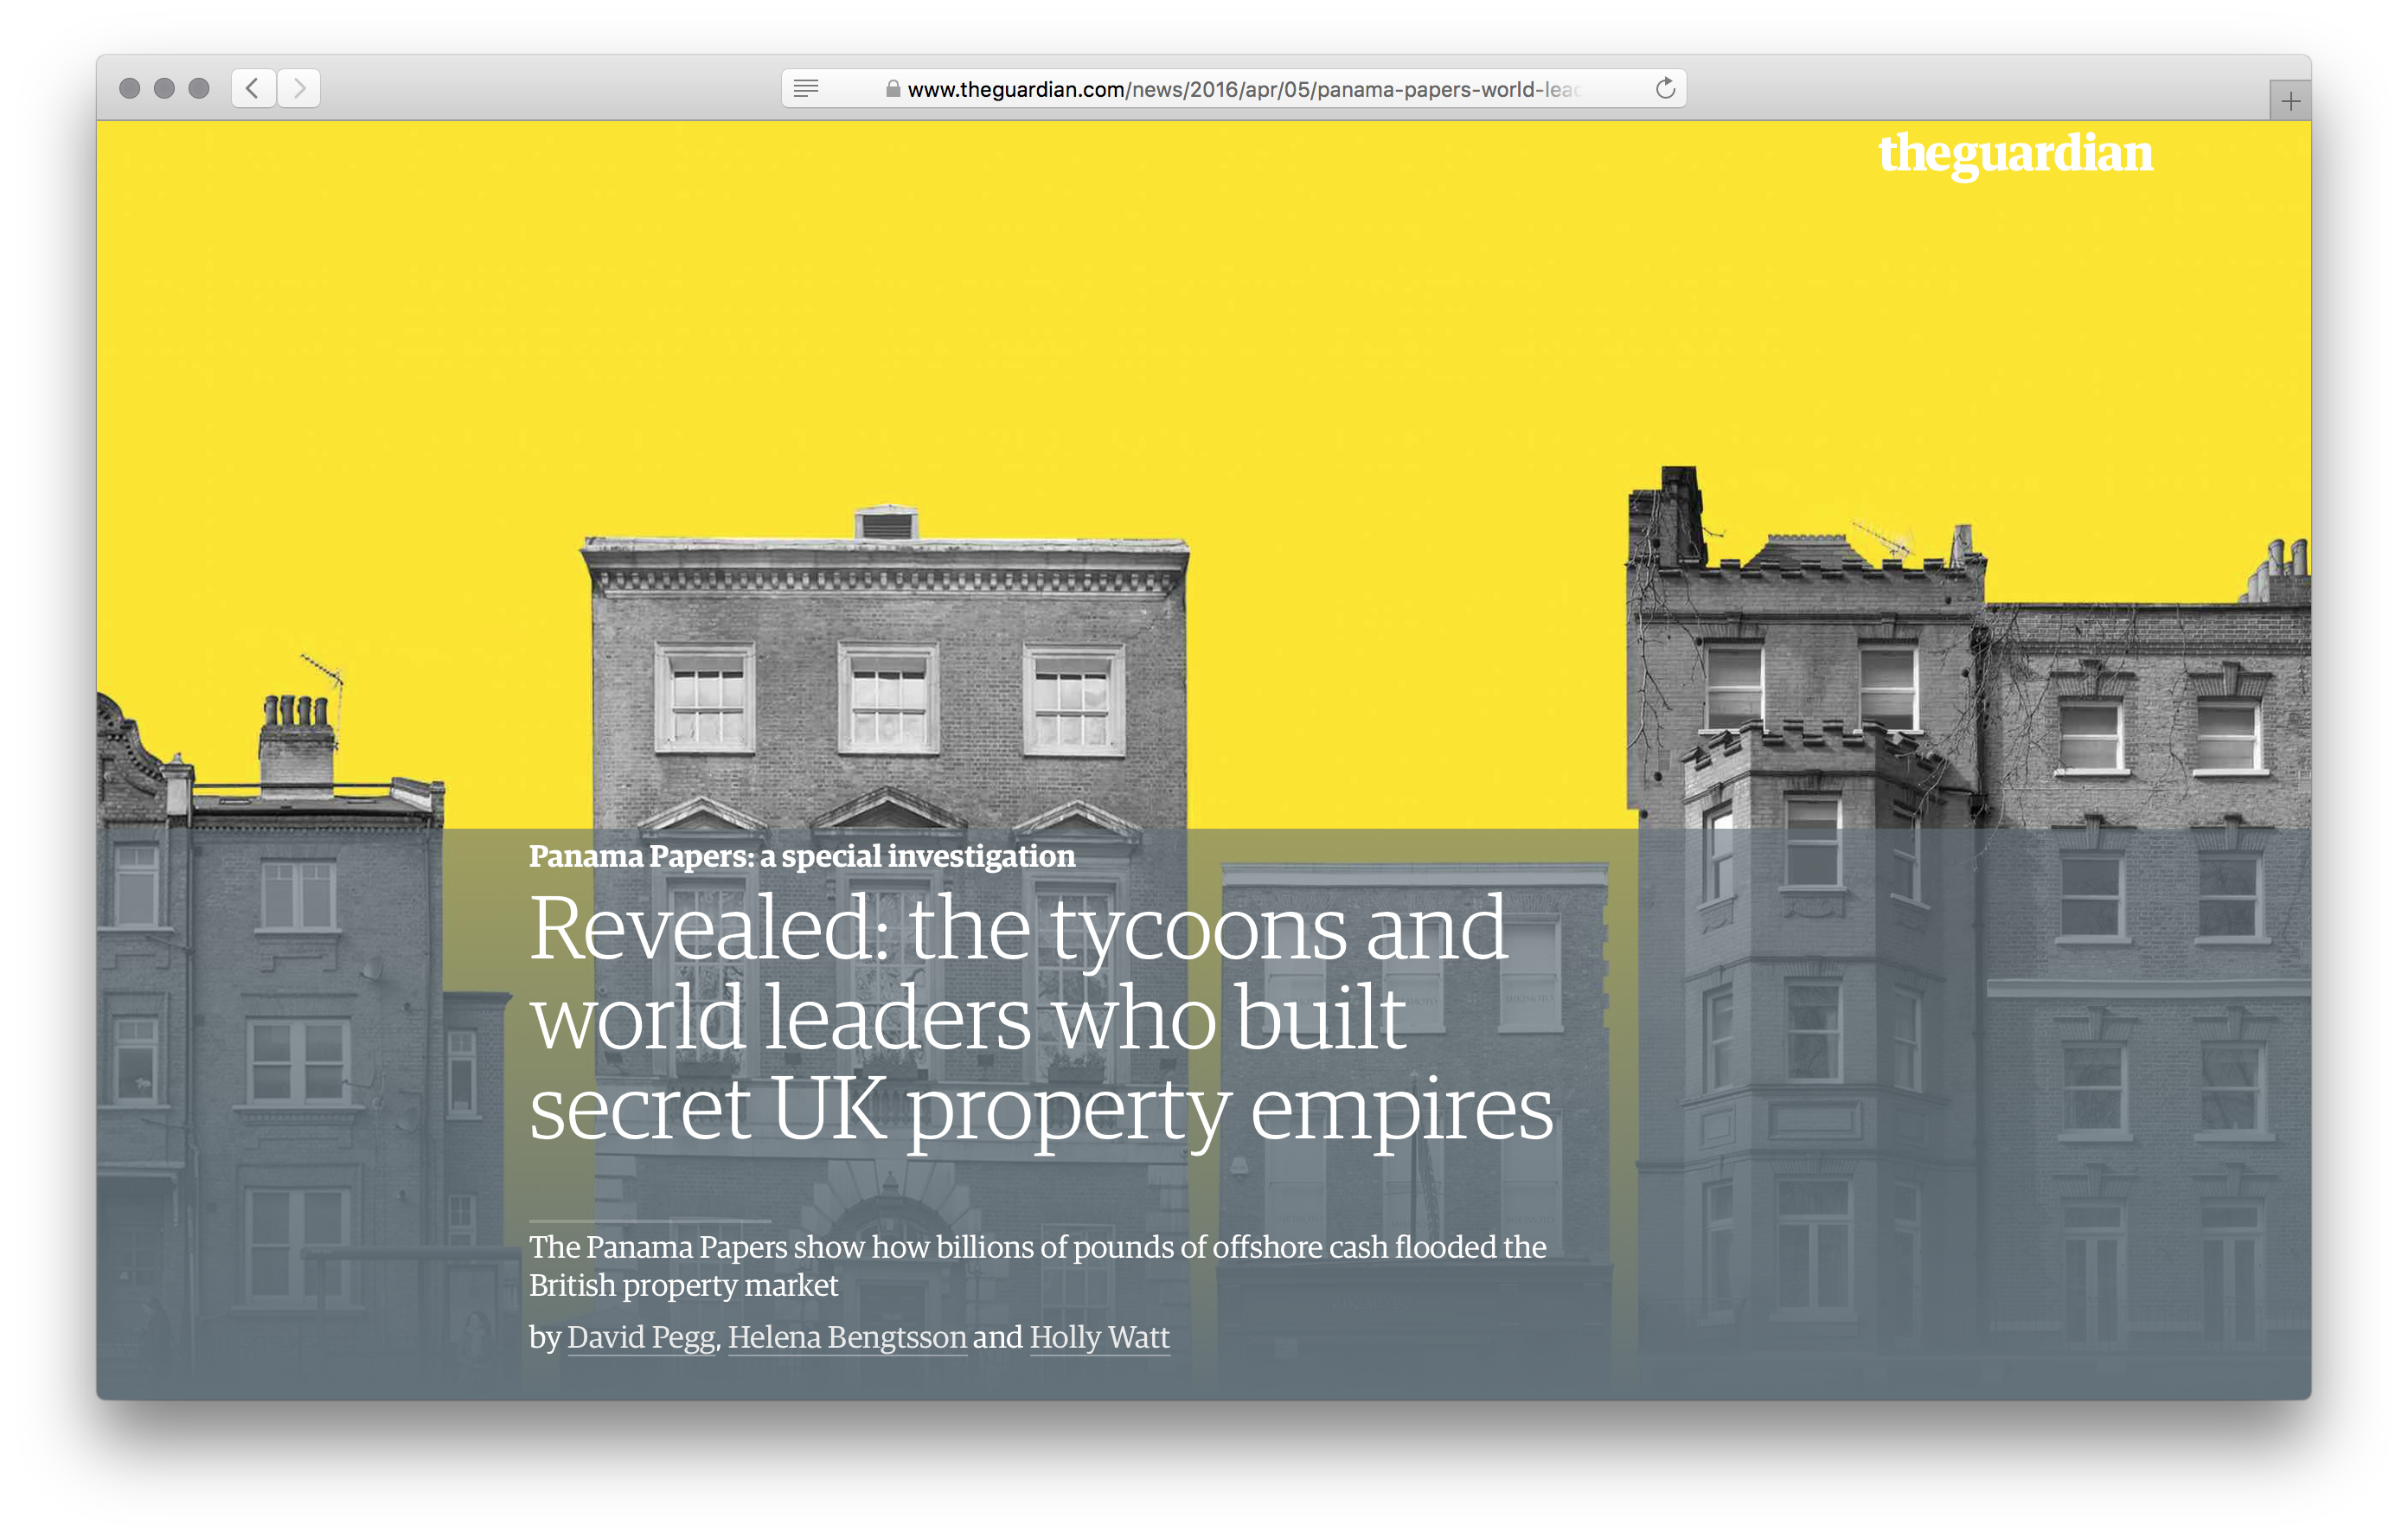 www.theguardian.com/news/2016/apr/05/panama-papers-world-lea
theguardian
Panama Papers: a special investigation
Revealed: the tycoons and
world leaders who built
secret UK property empires
MIKIMOTO
The Panama Papers show how billions of pounds of offshore cash flooded the
British property market
by David Pegg, Helena Bengtsson and Holly Watt